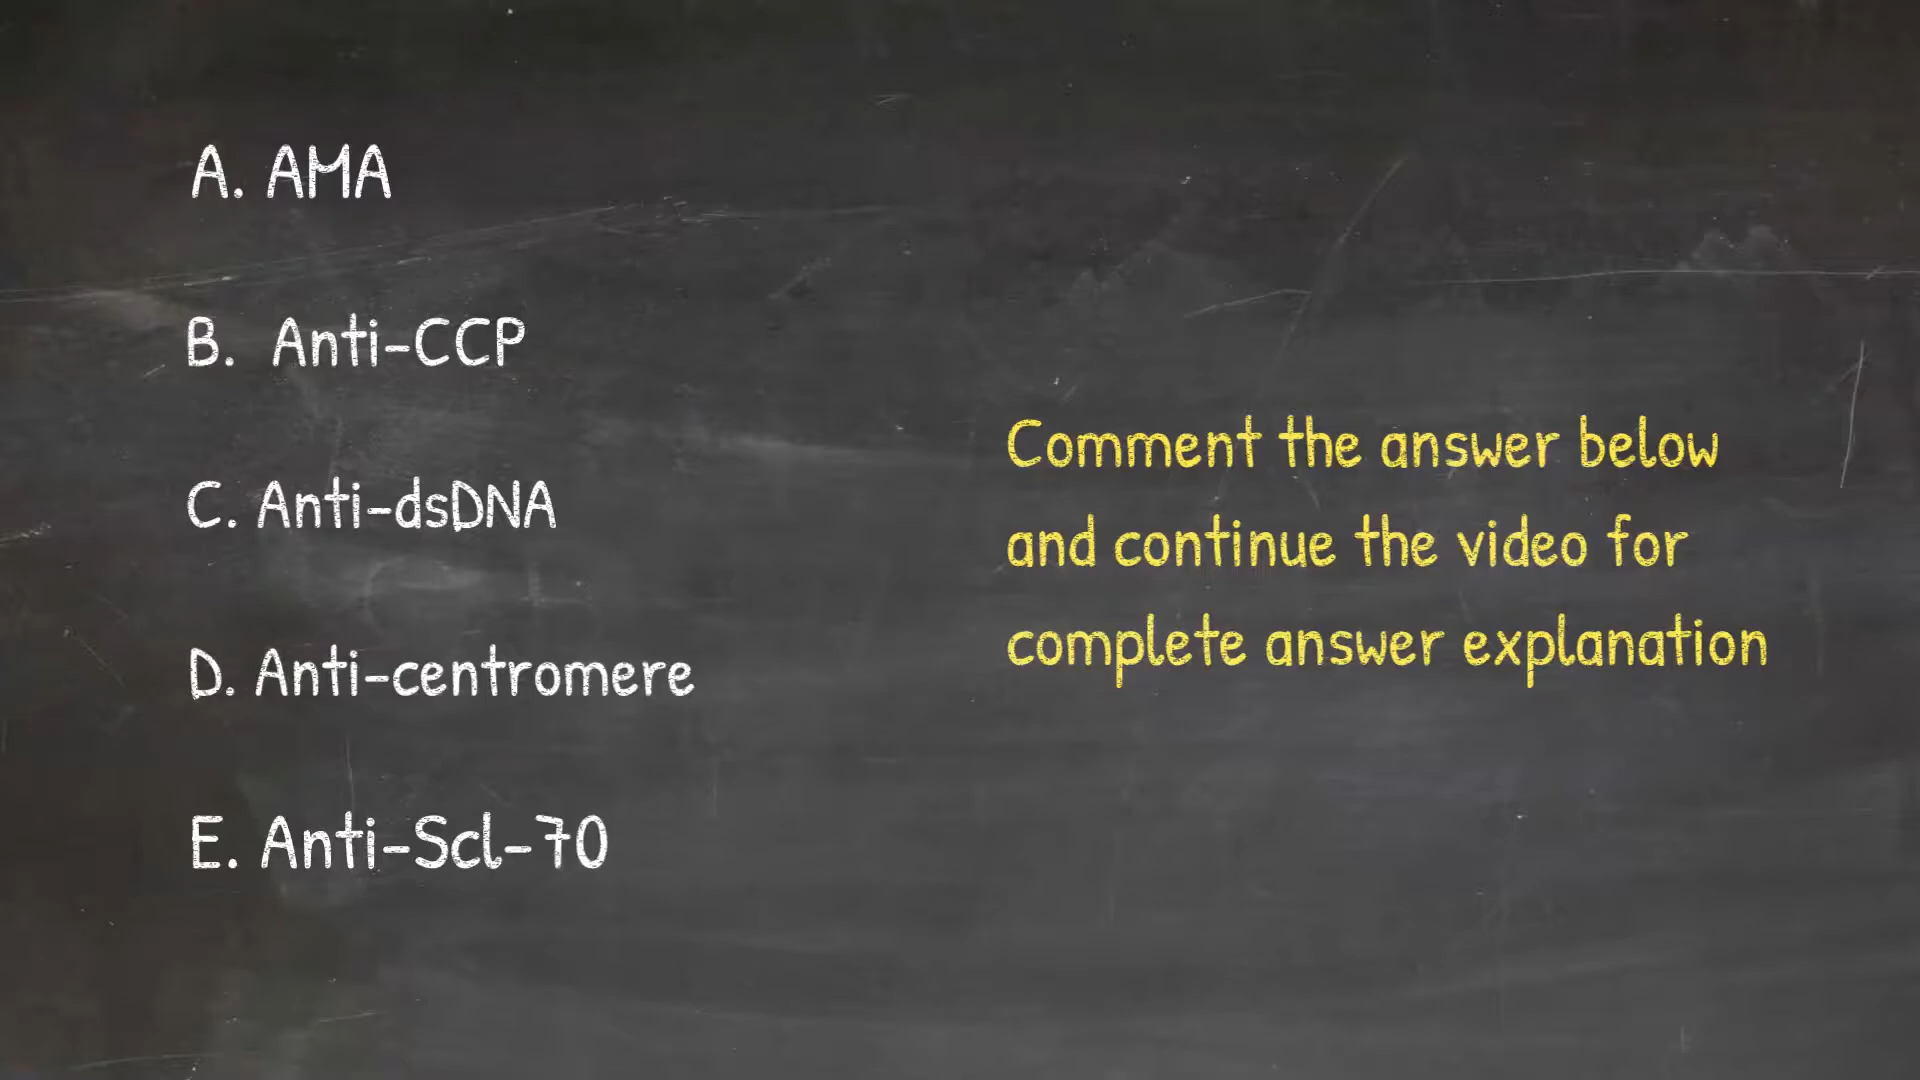 A. AMA
B. Anti-CCP
C. Anti-dsDNA
D. Anti-centromere
E. Anti-Scl-70
Comment the answer below
and continue the video for
complete answer explanation